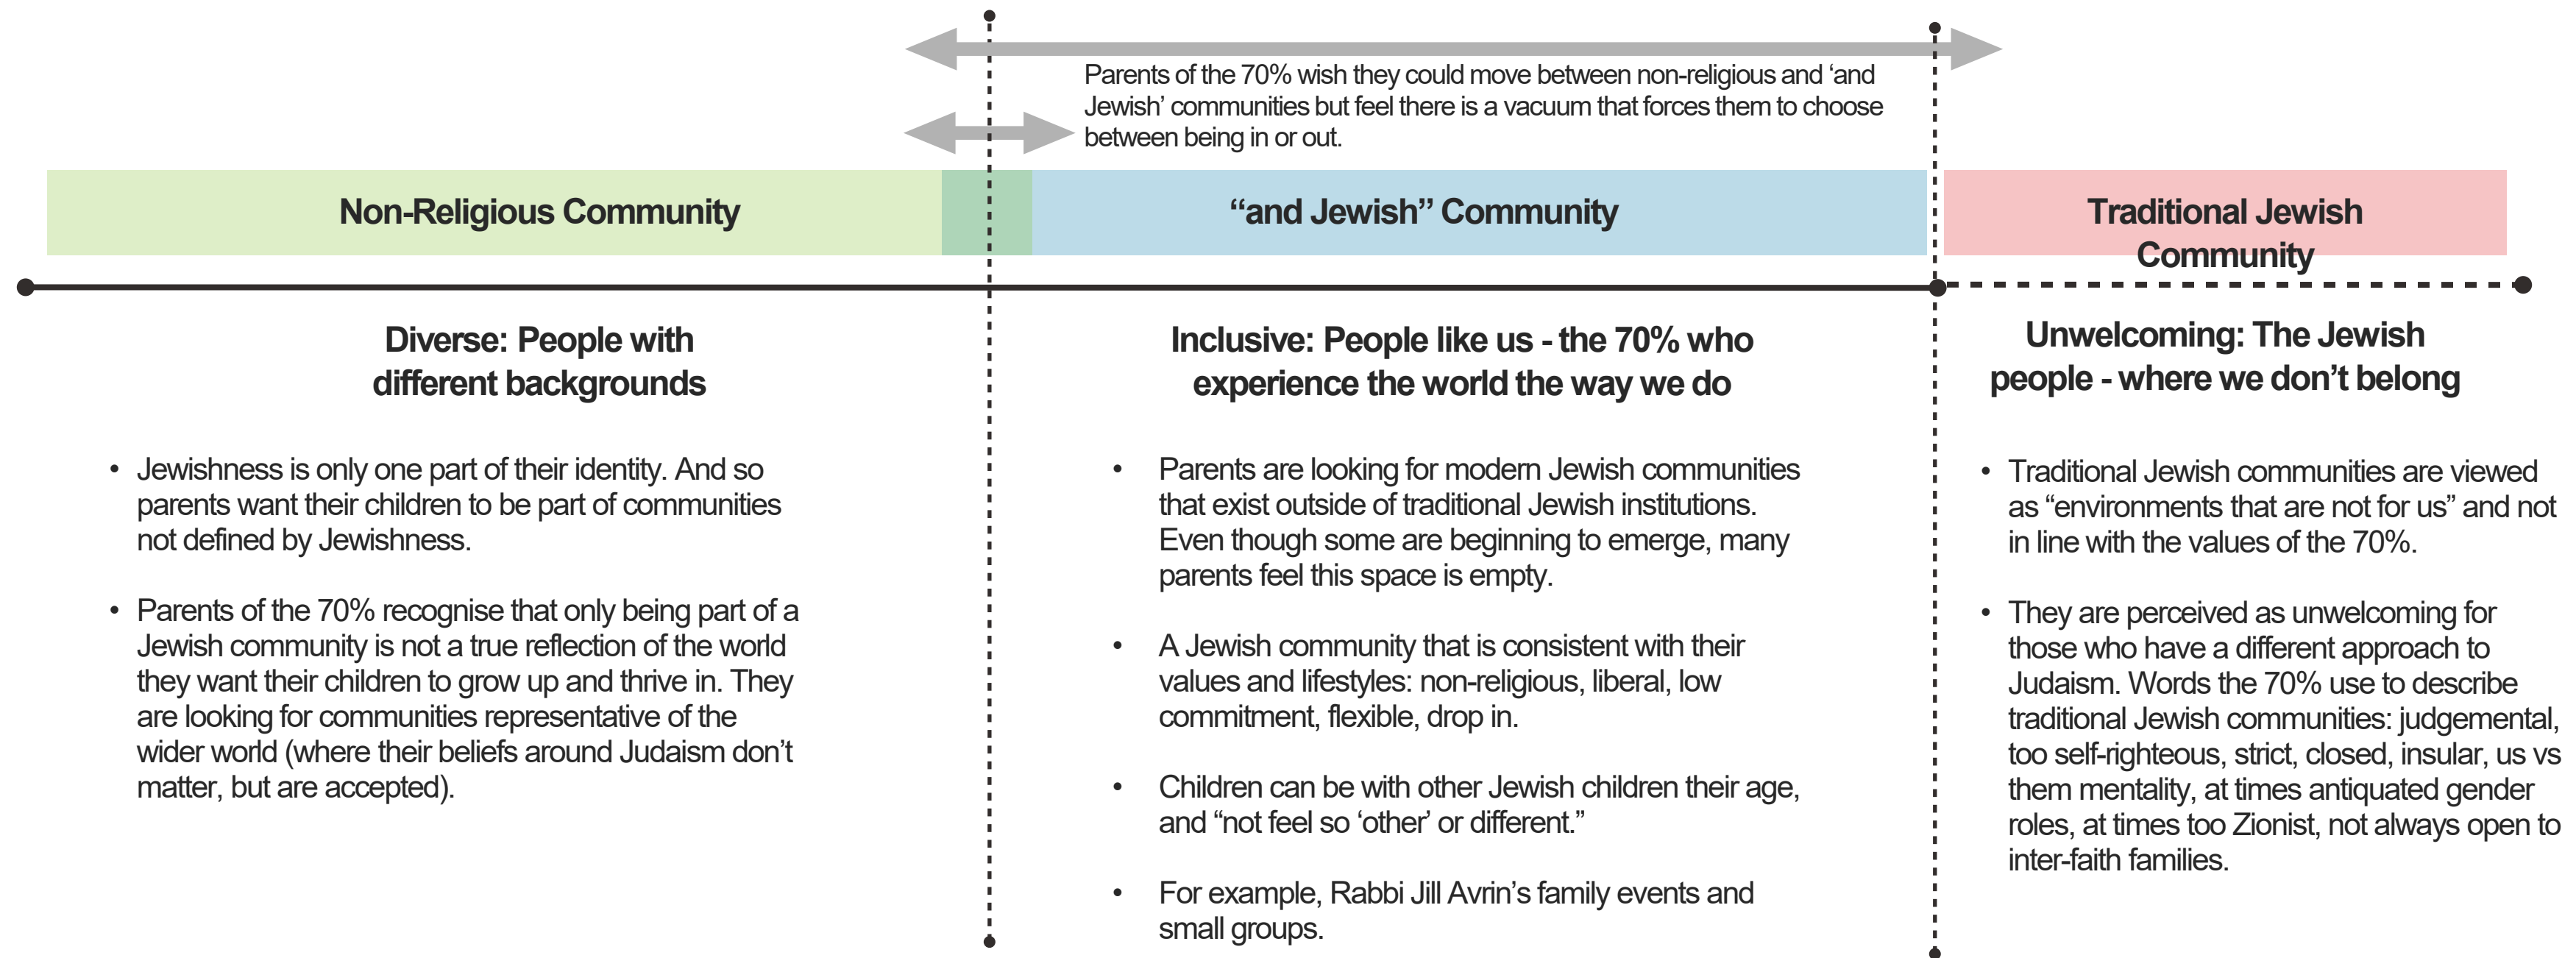 Parents of the 70% wish they could move between non-religious and ‘and
Jewish’ communities but feel there is a vacuum that forces them to choose
between being in or out.
Non-Religious Community
“and Jewish” Community
Traditional Jewish
Community
Diverse: People with
different backgrounds
• Jewishness is only one part of their identity. And so
parents want their children to be part of communities
not defined by Jewishness.
• Parents of the 70% recognise that only being part of a
Jewish community is not a true reflection of the world
they want their children to grow up and thrive in. They
are looking for communities representative of the
wider world (where their beliefs around Judaism don’t
matter, but are accepted).
Inclusive: People like us - the 70% who
experience the world the way we do
• Parents are looking for modern Jewish communities
that exist outside of traditional Jewish institutions.
Even though some are beginning to emerge, many
parents feel this space is empty.
• A Jewish community that is consistent with their
values and lifestyles: non-religious, liberal, low
commitment, flexible, drop in.
• Children can be with other Jewish children their age,
and “not feel so ‘other’ or different.”
• For example, Rabbi Jill Avrin’s family events and
small groups.
Unwelcoming: The Jewish
people - where we don’t belong
• Traditional Jewish communities are viewed
as “environments that are not for us” and not
in line with the values of the 70%.
• They are perceived as unwelcoming for
those who have a different approach to
Judaism. Words the 70% use to describe
traditional Jewish communities: judgemental,
too self-righteous, strict, closed, insular, us vs
them mentality, at times antiquated gender
roles, at times too Zionist, not always open to
inter-faith families.